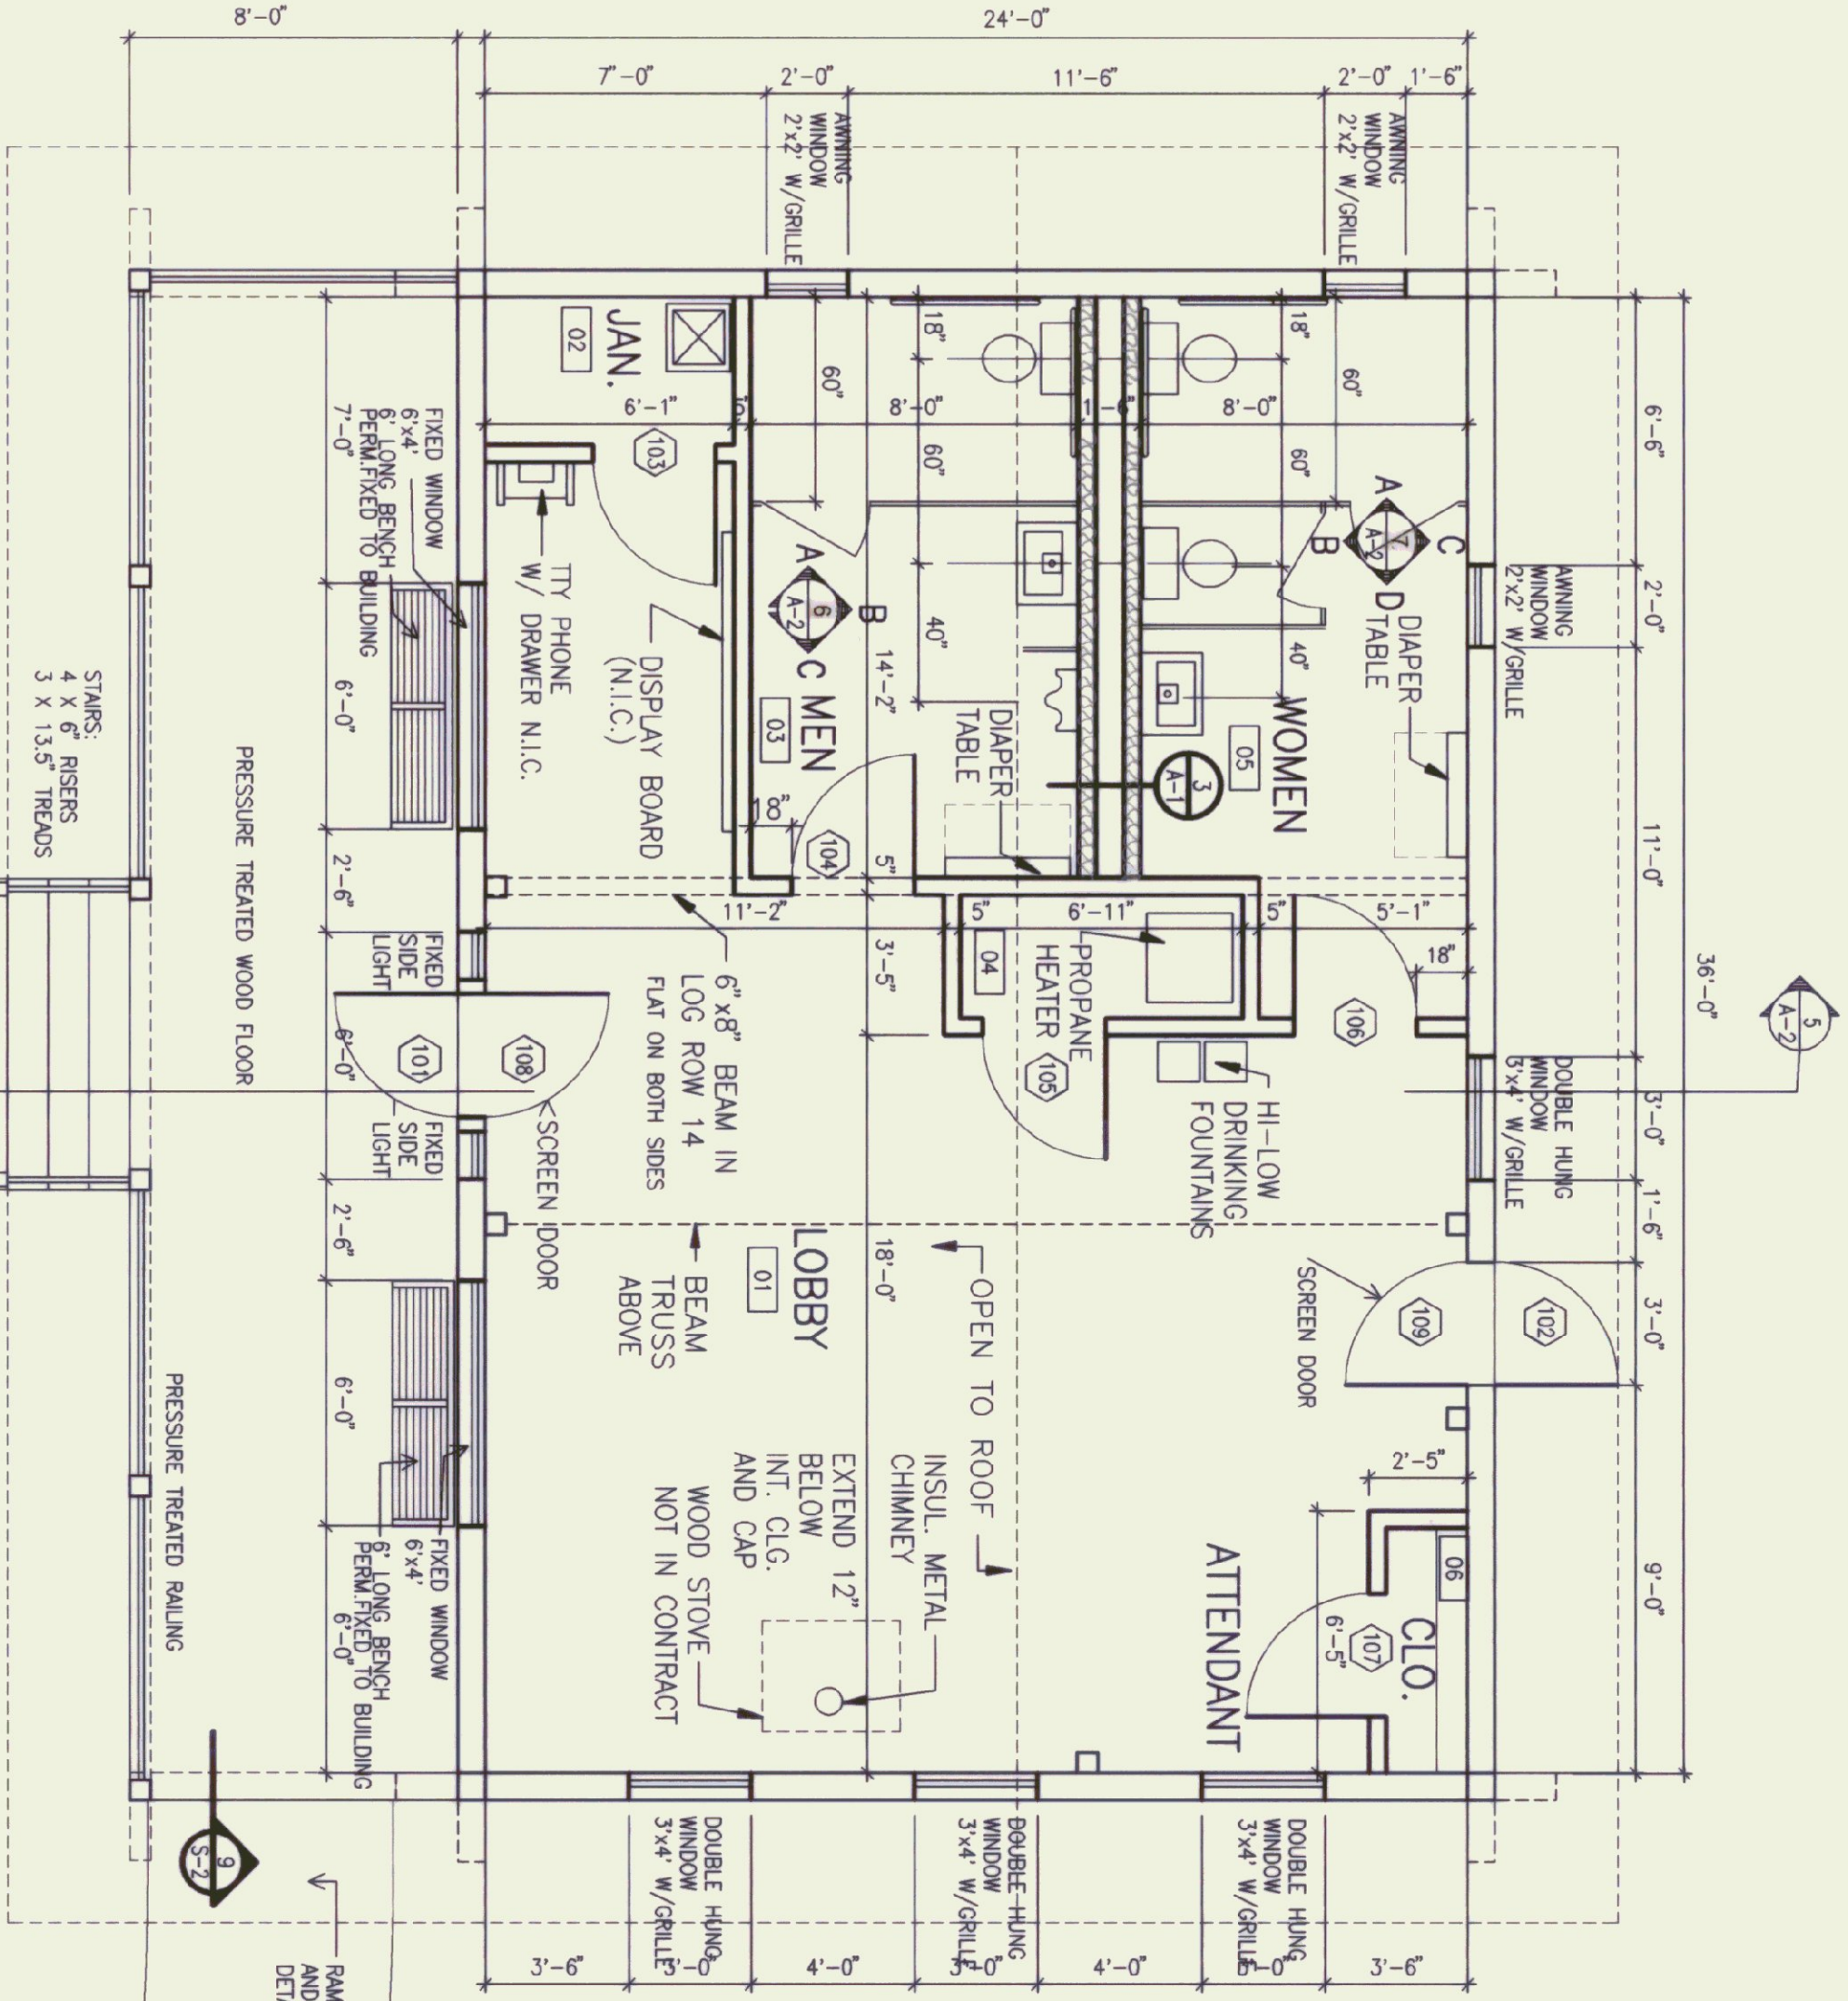 8'-0"
24'-0"
7"-0"
2'-0"
11'-6"
2'-0"
1'-6"
AWNING
WINDOW
2'x2' W/GRILLE
AWNING
WINDOW
2'x2' W/GRILLE
36'-0"
6'-6"
2'-0"
11'-0"
3'-0"
1'-6"
3'-0"
9'-0"
AWNING
WINDOW
2'x2' W/GRILLE
DOUBLE HUNG
WINDOW
3'x4' W/GRILLE
5
A-2
JAN.
02
103
6'-1"
60"
18"
8'-0"
60"
40"
1'-6"
18"
8'-0"
60"
60"
40"
A
B
C
D
7
A-2
DIAPER
TABLE
WOMEN
05
3
A-1
A
B
C
6
A-2
MEN
03
14'-2"
DIAPER
TABLE
18"
104
5"
TTY PHONE
W/ DRAWER N.I.C.
DISPLAY BOARD
(N.I.C.)
11'-2"
5"
6'-11"
5"
5'-1"
18"
3'-5"
04
PROPANE
HEATER
105
106
HI-LOW
DRINKING
FOUNTAINS
6"x8" BEAM IN
LOG ROW 14
FLAT ON BOTH SIDES
101
108
SCREEN DOOR
FIXED
SIDE
LIGHT
FIXED
SIDE
LIGHT
LOBBY
01
18'-0"
BEAM
TRUSS
ABOVE
OPEN TO ROOF
SCREEN DOOR
109
102
INSUL. METAL
CHIMNEY
EXTEND 12"
BELOW
INT. CLG.
AND CAP
WOOD STOVE
NOT IN CONTRACT
2'-5"
06
CLO.
107
6'-5"
ATTENDANT
FIXED WINDOW
6'x4'
6' LONG BENCH
PERM.FIXED TO BUILDING
7'-0"
6'-0"
2'-6"
6'-0"
2'-6"
6'-0"
FIXED WINDOW
6'x4'
6' LONG BENCH
PERM.FIXED TO BUILDING
6'-0"
PRESSURE TREATED WOOD FLOOR
PRESSURE TREATED RAILING
STAIRS:
4 X 6" RISERS
3 X 13.5" TREADS
9
S-2
DOUBLE HUNG
WINDOW
3'x4' W/GRILLE
DOUBLE HUNG
WINDOW
3'x4' W/GRILLE
DOUBLE HUNG
WINDOW
3'x4' W/GRILLE
3'-6"
3'-0"
4'-0"
3'-0"
4'-0"
3'-0"
3'-6"
RAM
AND
DETA